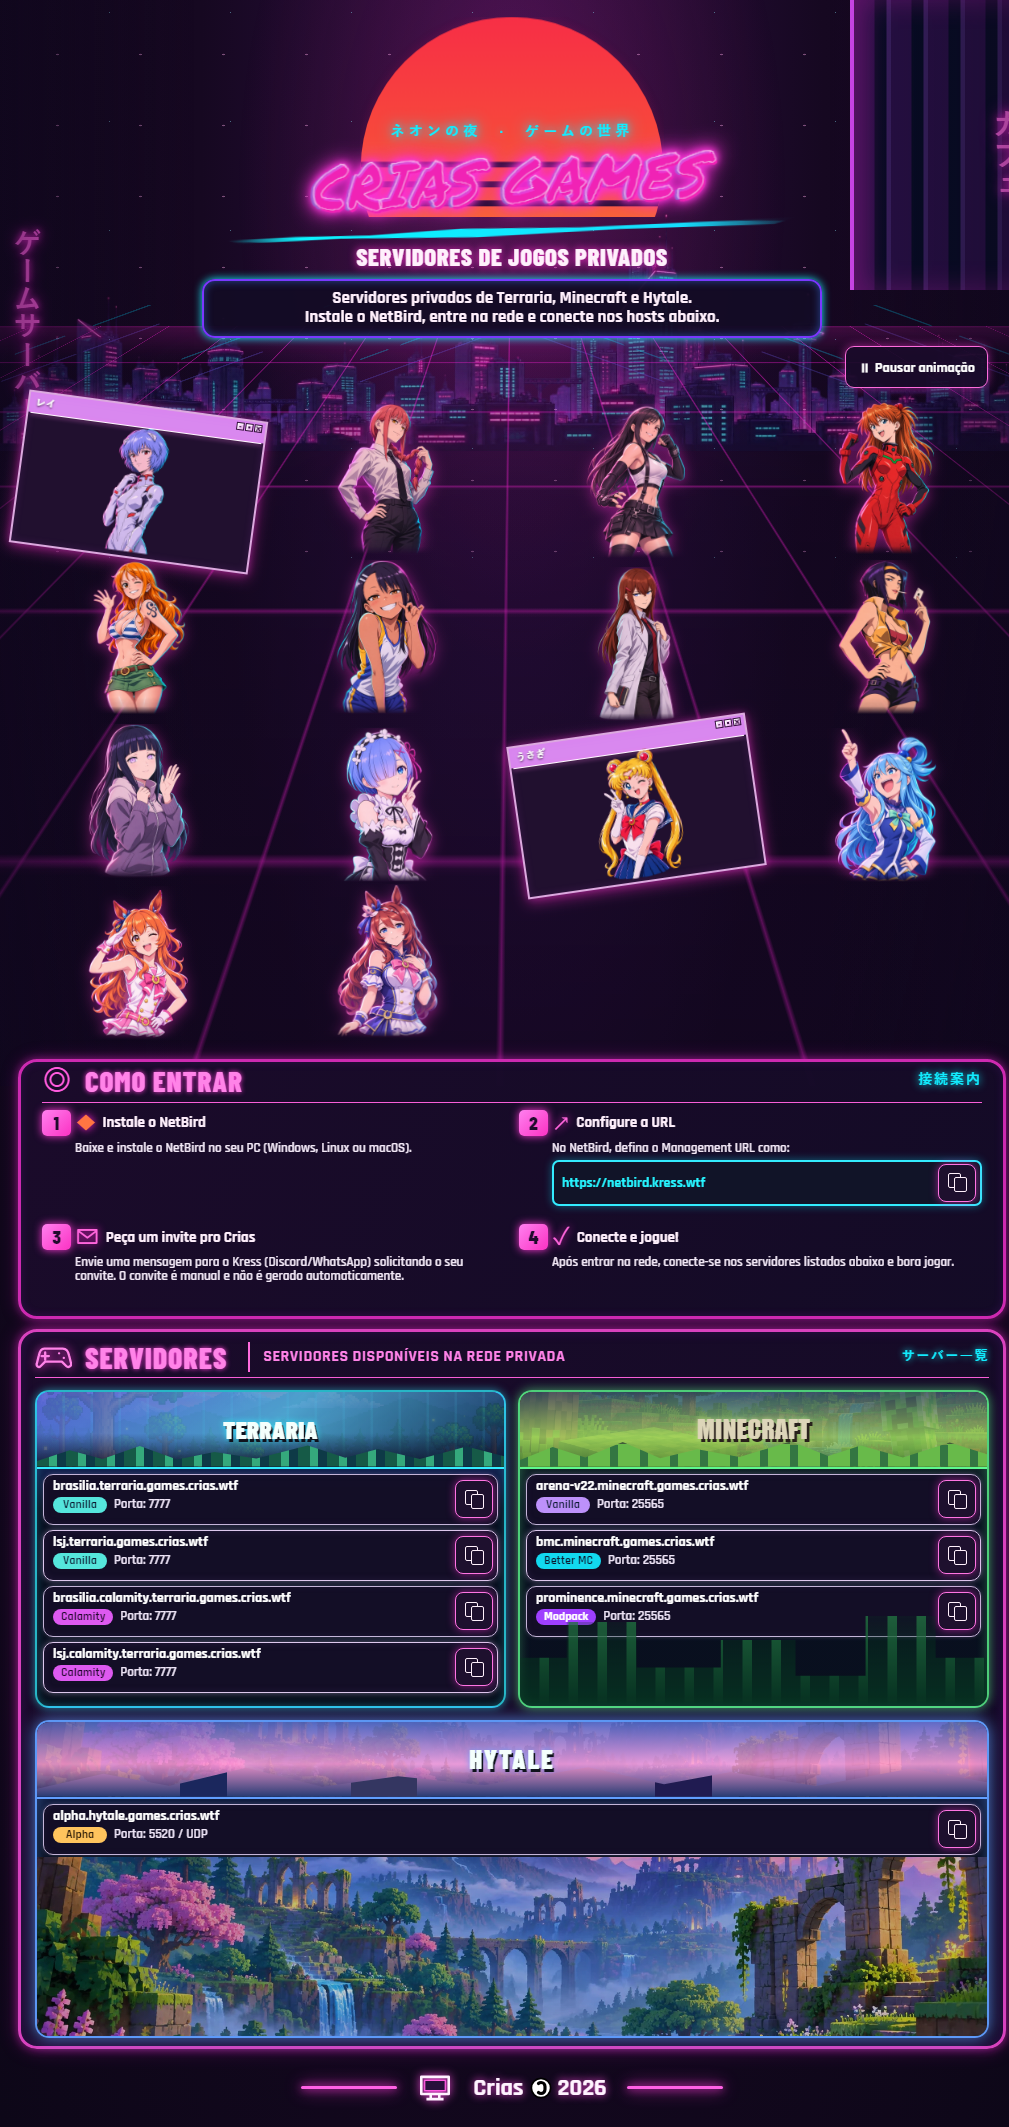 ネオンの夜 · ゲームの世界
CRIAS GAMES
SERVIDORES DE JOGOS PRIVADOS
Servidores privados de Terraria, Minecraft e Hytale.
Instale o NetBird, entre na rede e conecte nos hosts abaixo.
カフェ
ゲームサーバ
Pausar animação
レイ
うさぎ
COMO ENTRAR
接続案内
1 Instale o NetBird
Baixe e instale o NetBird no seu PC (Windows, Linux ou macOS).
2 Configure a URL
No NetBird, defina o Management URL como:
https://netbird.kress.wtf
3 Peça um invite pro Crias
Envie uma mensagem para o Kress (Discord/WhatsApp) solicitando o seu
convite. O convite é manual e não é gerado automaticamente.
4 Conecte e jogue!
Após entrar na rede, conecte-se nos servidores listados abaixo e bora jogar.
SERVIDORES
SERVIDORES DISPONÍVEIS NA REDE PRIVADA
サーバー一覧
TERRARIA
brasilia.terraria.games.crias.wtf
Vanilla Porta: 7777
lsj.terraria.games.crias.wtf
Vanilla Porta: 7777
brasilia.calamity.terraria.games.crias.wtf
Calamity Porta: 7777
lsj.calamity.terraria.games.crias.wtf
Calamity Porta: 7777
MINECRAFT
arena-v22.minecraft.games.crias.wtf
Vanilla Porta: 25565
bmc.minecraft.games.crias.wtf
Better MC Porta: 25565
prominence.minecraft.games.crias.wtf
Modpack Porta: 25565
HYTALE
alpha.hytale.games.crias.wtf
Alpha Porta: 5520 / UDP
Crias 🄯 2026